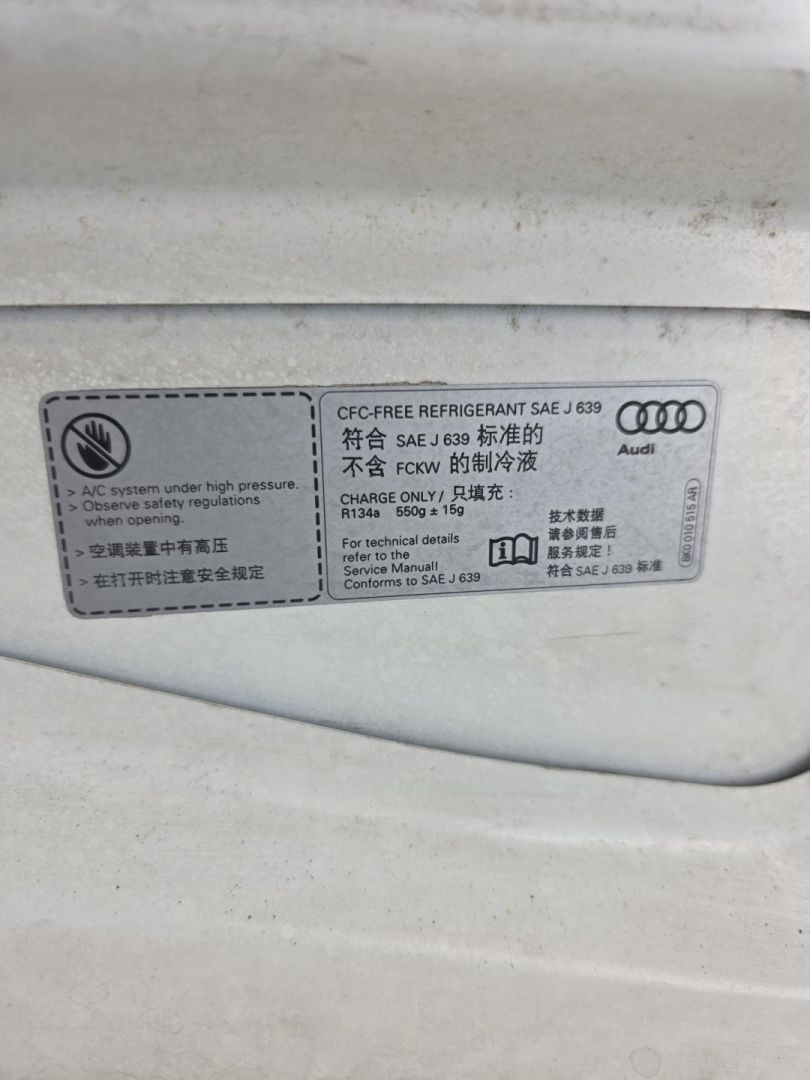 > A/C system under high pressure.
> Observe safety regulations
when opening.
> 空调装置中有高压
> 在打开时注意安全规定
CFC-FREE REFRIGERANT SAE J 639
符合 SAE J 639 标准的
不含 FCKW 的制冷液
CHARGE ONLY / 只填充：
R134a 550g ± 15g
For technical details
refer to the
Service Manual!
Conforms to SAE J 639
技术数据
请参阅售后
服务规定！
符合 SAE J 639 标准
Audi
8K0 010 515 AR